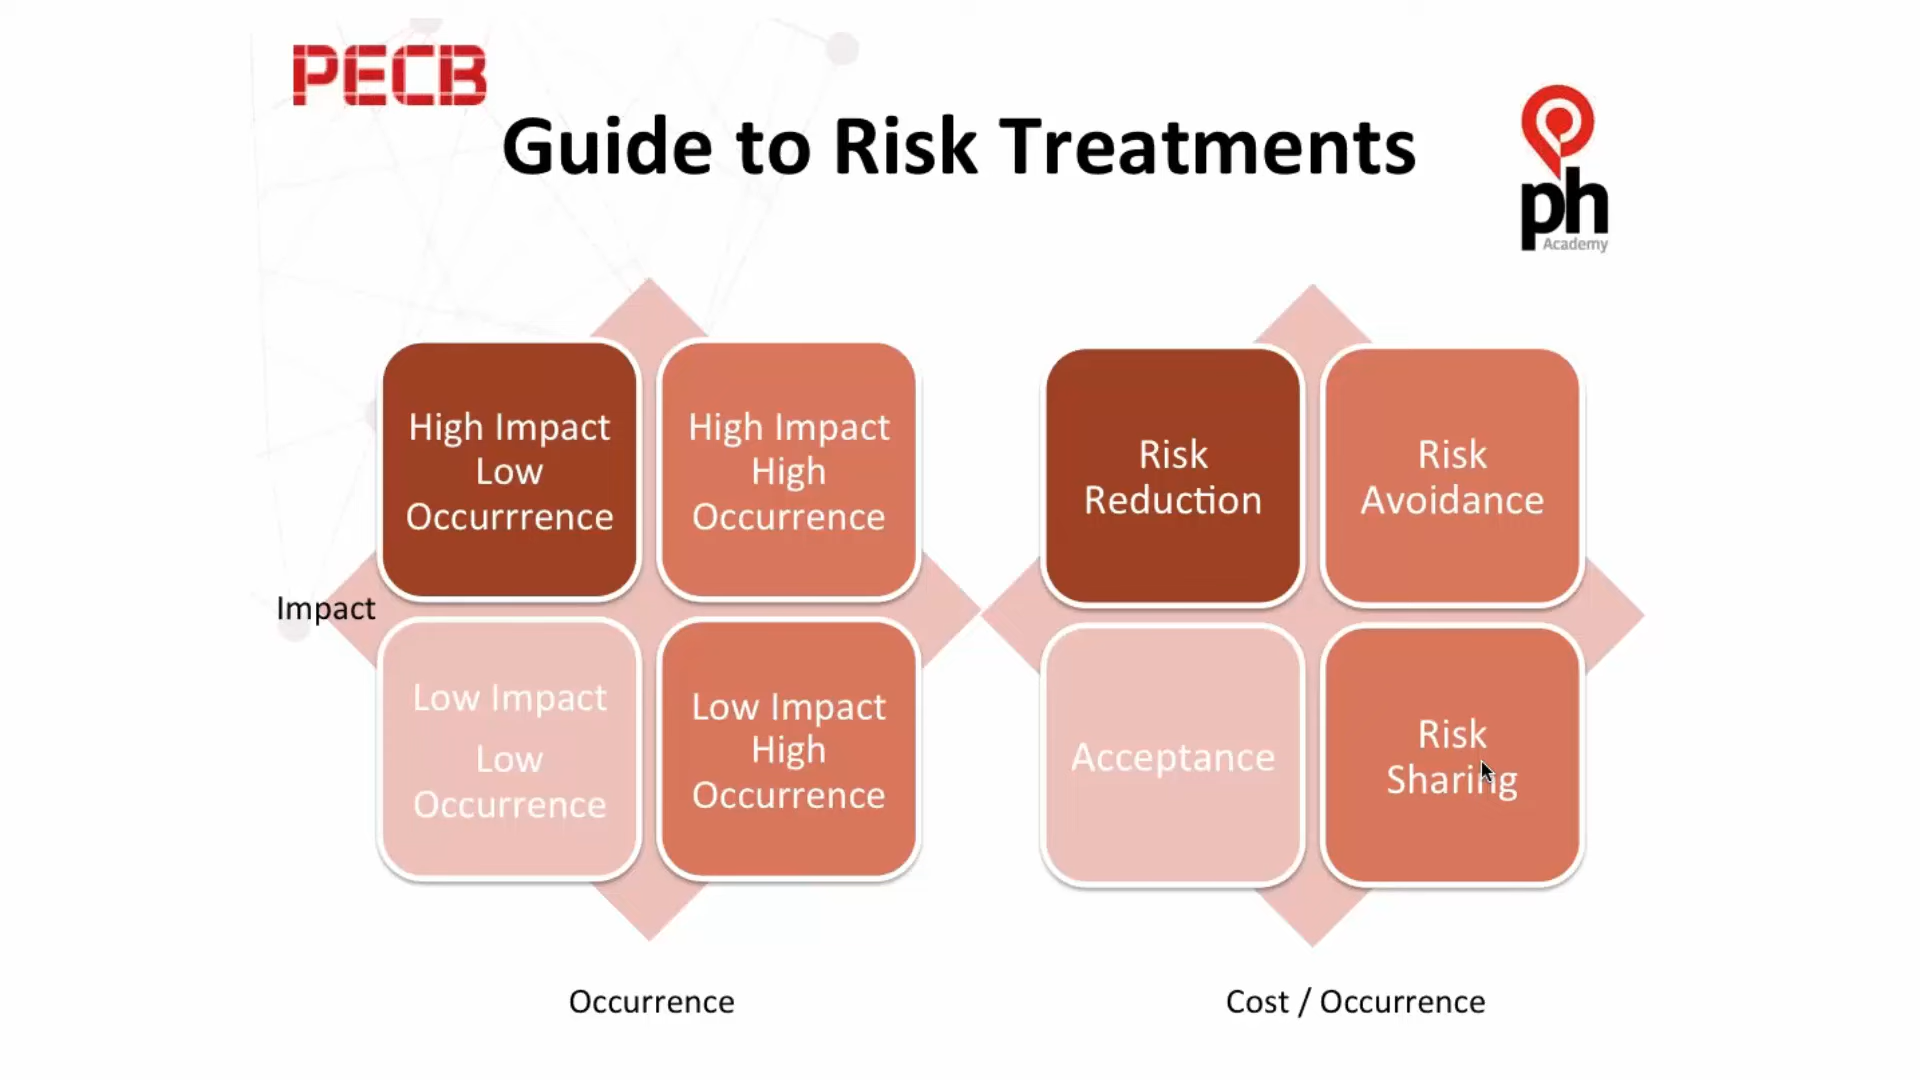 PECB
Guide to Risk Treatments
ph
Academy
High Impact
Low
Occurrrence
High Impact
High
Occurrence
Impact
Low Impact
Low
Occurrence
Low Impact
High
Occurrence
Occurrence
Risk
Reduction
Risk
Avoidance
Acceptance
Risk
Sharing
Cost / Occurrence